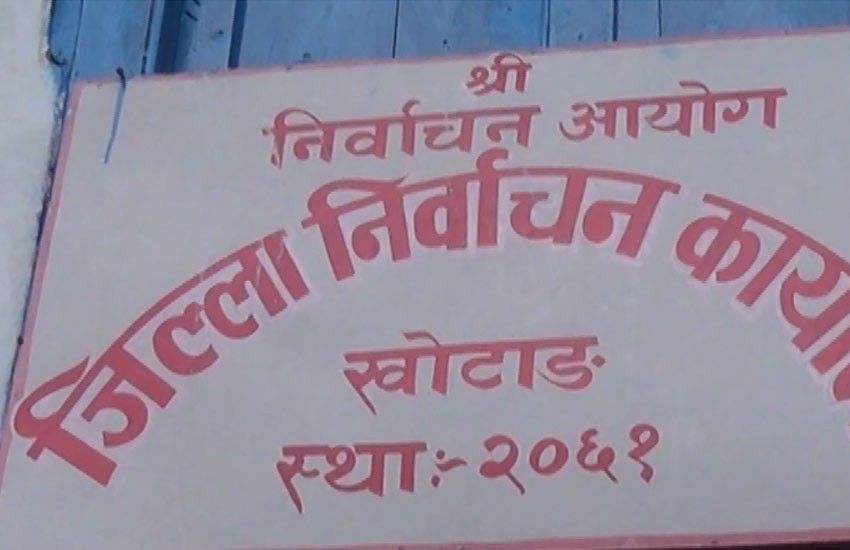 श्री
निर्वाचन आयोग
जिल्ला निर्वाचन
खोटाङ
स्था:- २०६१